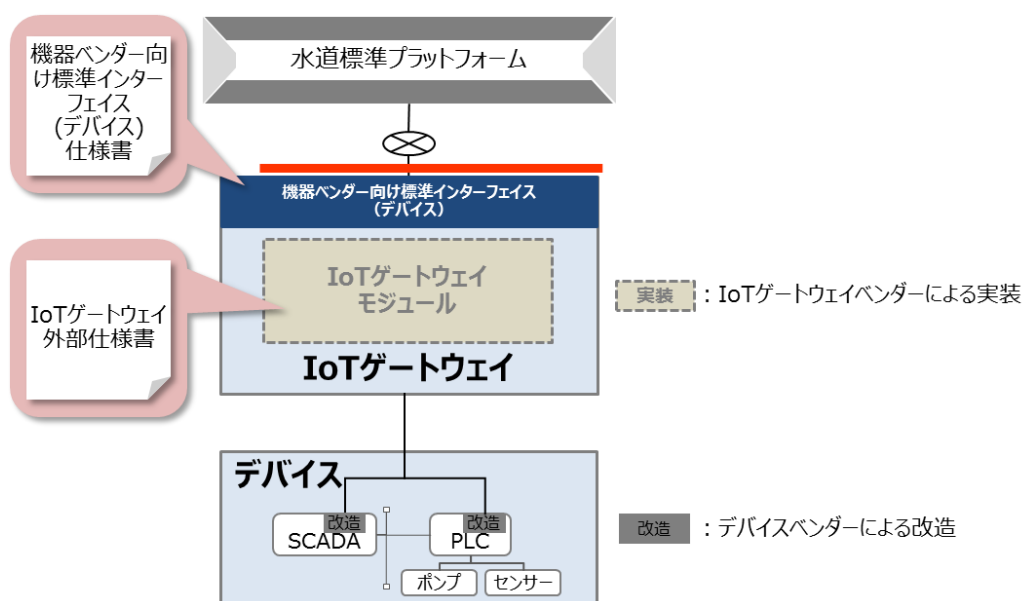 機器ベンダー向
け標準インター
フェイス
(デバイス)
仕様書
水道標準プラットフォーム
機器ベンダー向け標準インターフェイス
（デバイス）
IoTゲートウェイ
モジュール
IoTゲートウェイ
外部仕様書
実装
：IoTゲートウェイベンダーによる実装
IoTゲートウェイ
デバイス
改造
SCADA
改造
PLC
ポンプ
センサー
改造
：デバイスベンダーによる改造